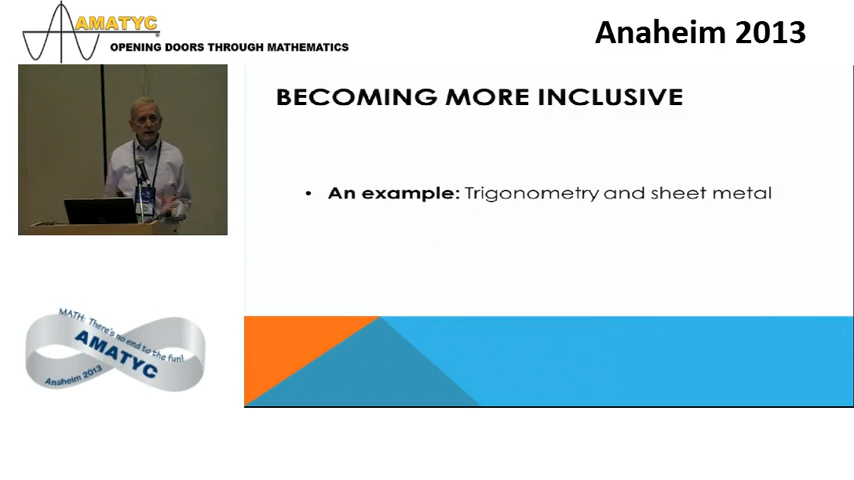 AMATYC
OPENING DOORS THROUGH MATHEMATICS
Anaheim 2013
BECOMING MORE INCLUSIVE
• An example: Trigonometry and sheet metal
MATH: There's no end to the fun!
AMATYC
Anaheim 2013